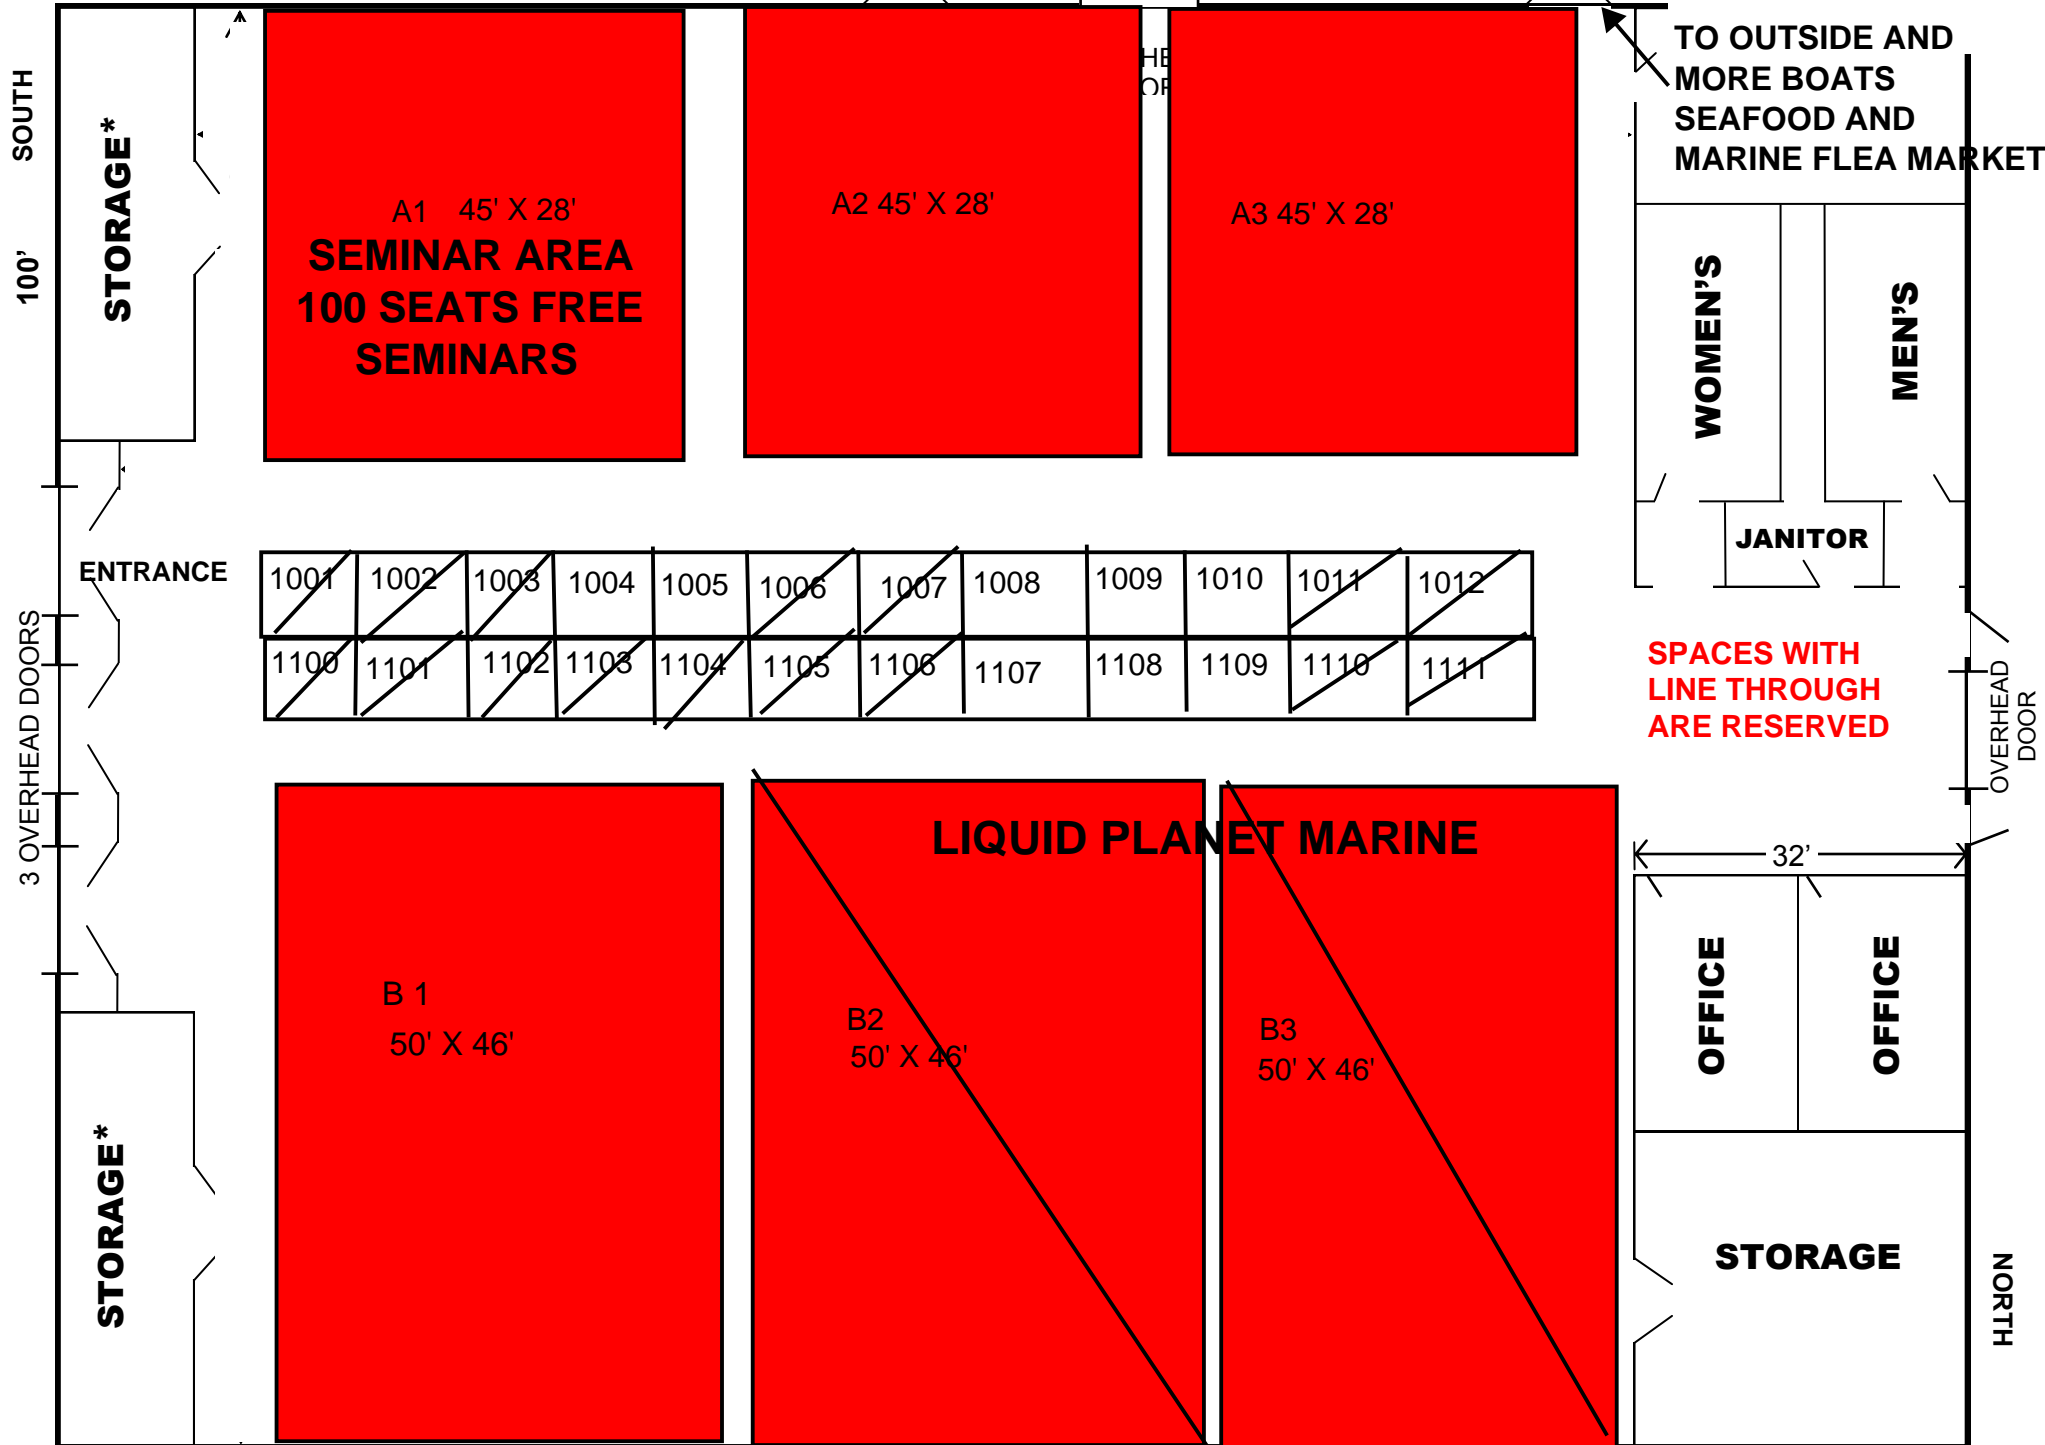 SOUTH
100'
STORAGE*
A1 45' X 28'
SEMINAR AREA
100 SEATS FREE
SEMINARS
A2 45' X 28'
HE
OR
A3 45' X 28'
TO OUTSIDE AND
MORE BOATS
SEAFOOD AND
MARINE FLEA MARKET
WOMEN'S
MEN'S
JANITOR
ENTRANCE
1001 1002 1003 1004 1005 1006 1007 1008 1009 1010 1011 1012
1100 1101 1102 1103 1104 1105 1106 1107 1108 1109 1110 1111
SPACES WITH
LINE THROUGH
ARE RESERVED
3 OVERHEAD DOORS
OVERHEAD
DOOR
LIQUID PLANET MARINE
32'
B 1
50' X 46'
B2
50' X 46'
B3
50' X 46'
OFFICE
OFFICE
STORAGE*
STORAGE
NORTH